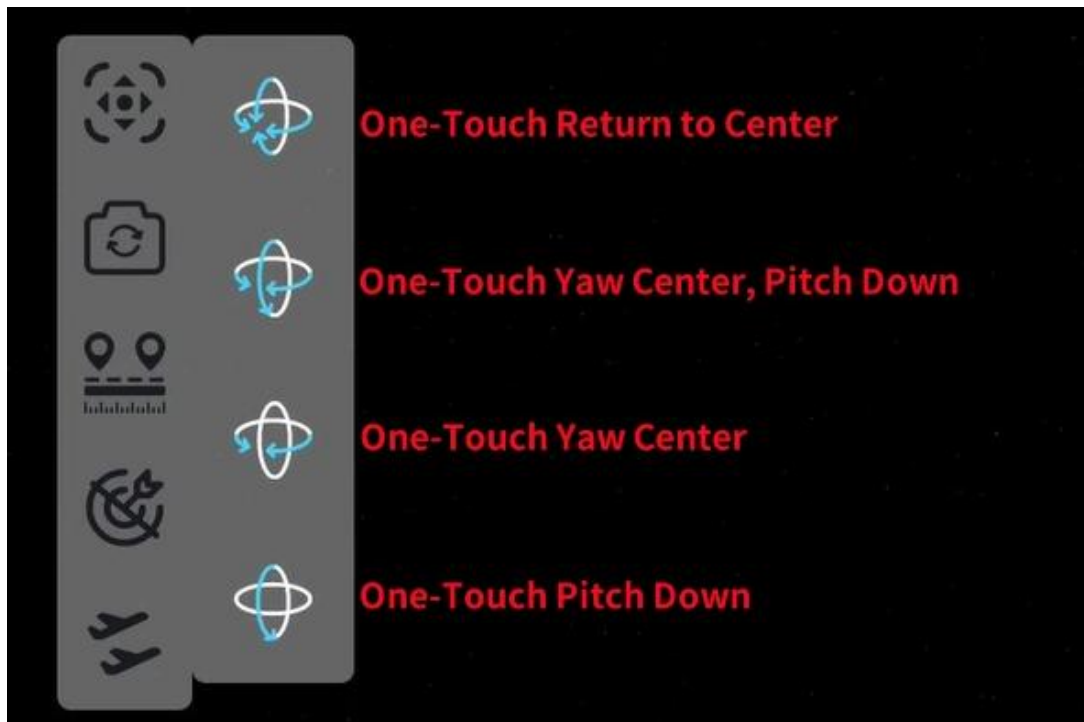 One-Touch Return to Center
One-Touch Yaw Center, Pitch Down
One-Touch Yaw Center
One-Touch Pitch Down